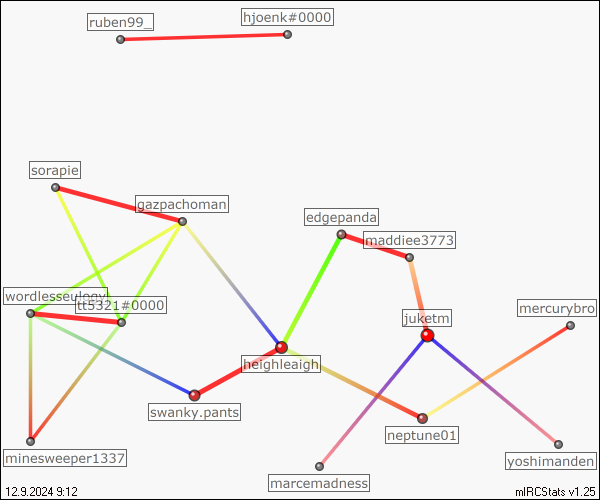 ruben99_
hjoenk#0000
sorapie
gazpachoman
edgepanda
maddiee3773
wordlesseulogy
tt5321#0000
mercurybro
juketm
heighleaigh
swanky.pants
neptune01
minesweeper1337
yoshimanden
marcemadness
12.9.2024 9:12
mIRCStats v1.25